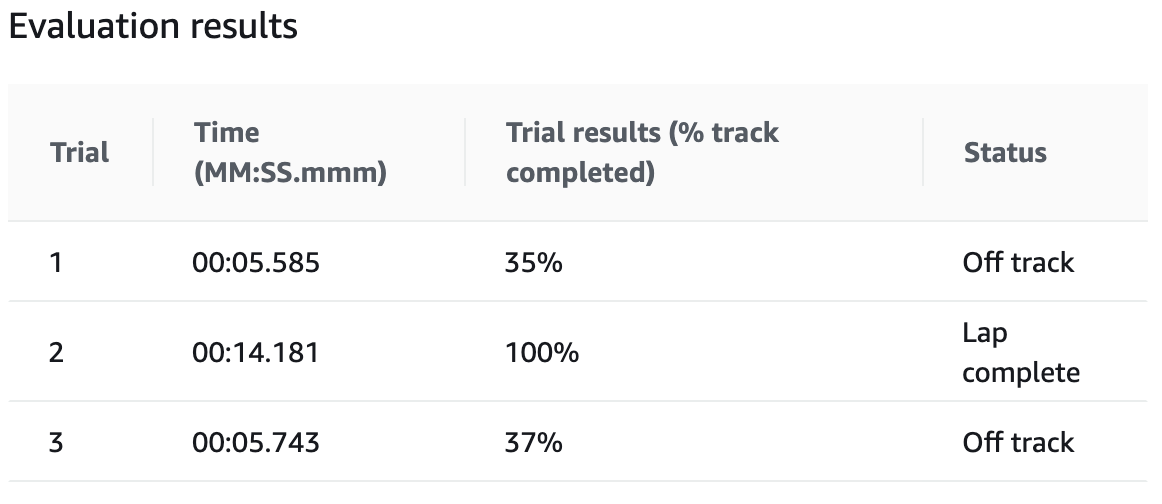 Evaluation results
Trial
Time
(MM:SS.mmm)
Trial results (% track
completed)
Status
1 00:05.585 35% Off track
2 00:14.181 100% Lap
complete
3 00:05.743 37% Off track